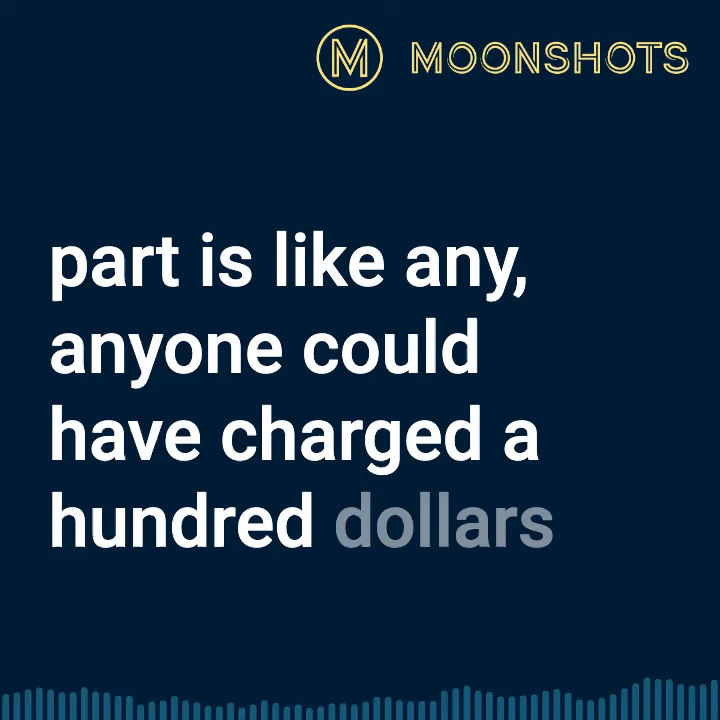 M MOONSHOTS
part is like any,
anyone could
have charged a
hundred dollars